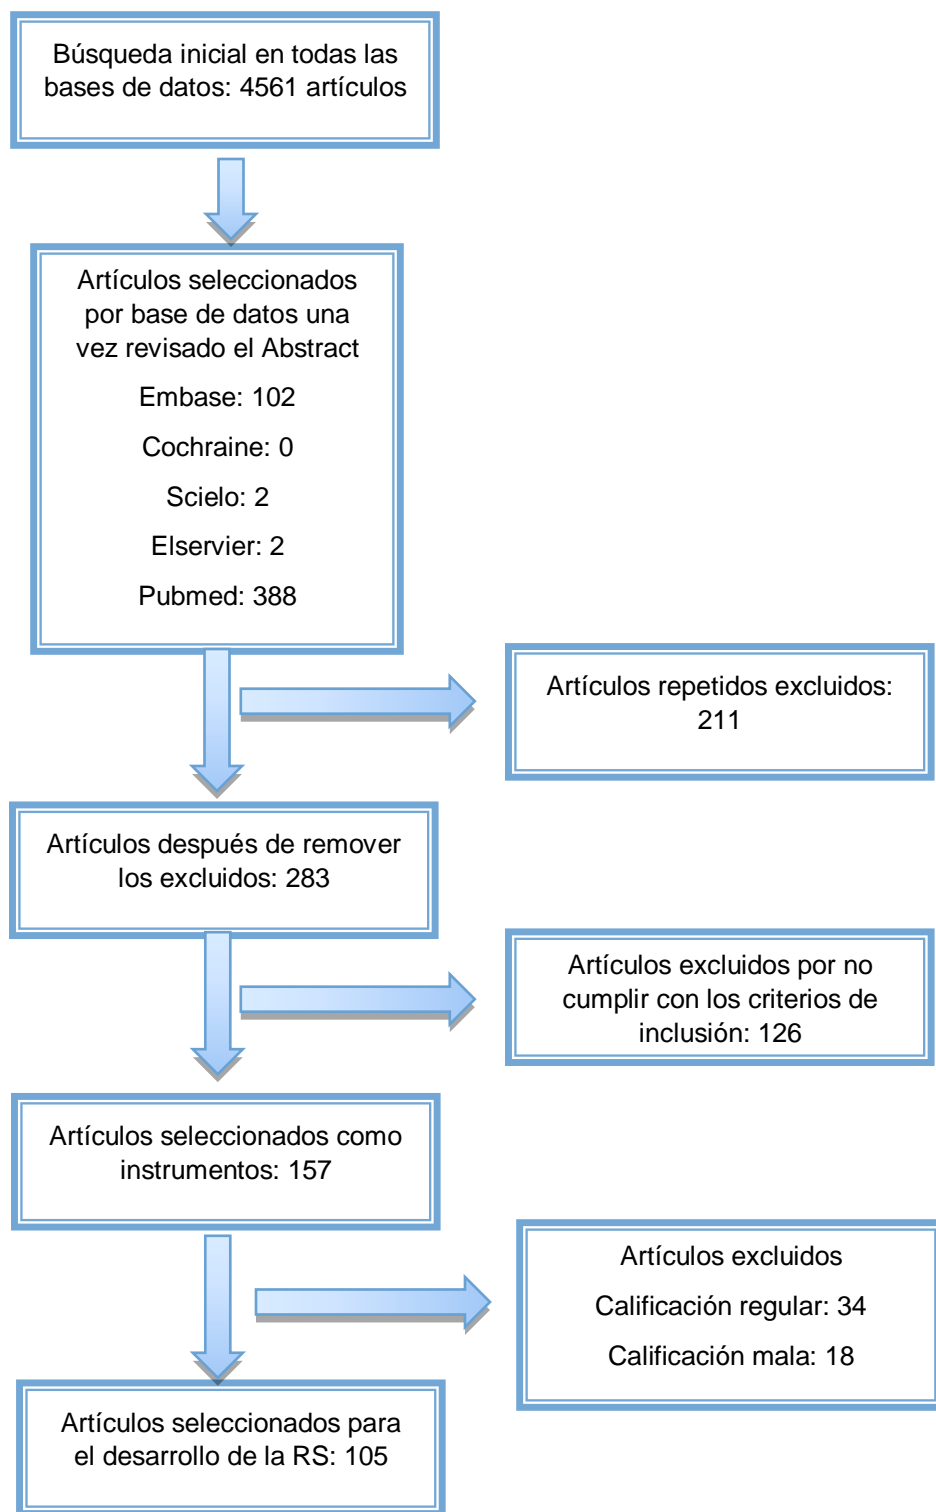 Búsqueda inicial en todas las
bases de datos: 4561 artículos
Artículos seleccionados
por base de datos una
vez revisado el Abstract
Embase: 102
Cochraine: 0
Scielo: 2
Elservier: 2
Pubmed: 388
Artículos repetidos excluidos:
211
Artículos después de remover
los excluidos: 283
Artículos excluidos por no
cumplir con los criterios de
inclusión: 126
Artículos seleccionados como
instrumentos: 157
Artículos excluidos
Calificación regular: 34
Calificación mala: 18
Artículos seleccionados para
el desarrollo de la RS: 105